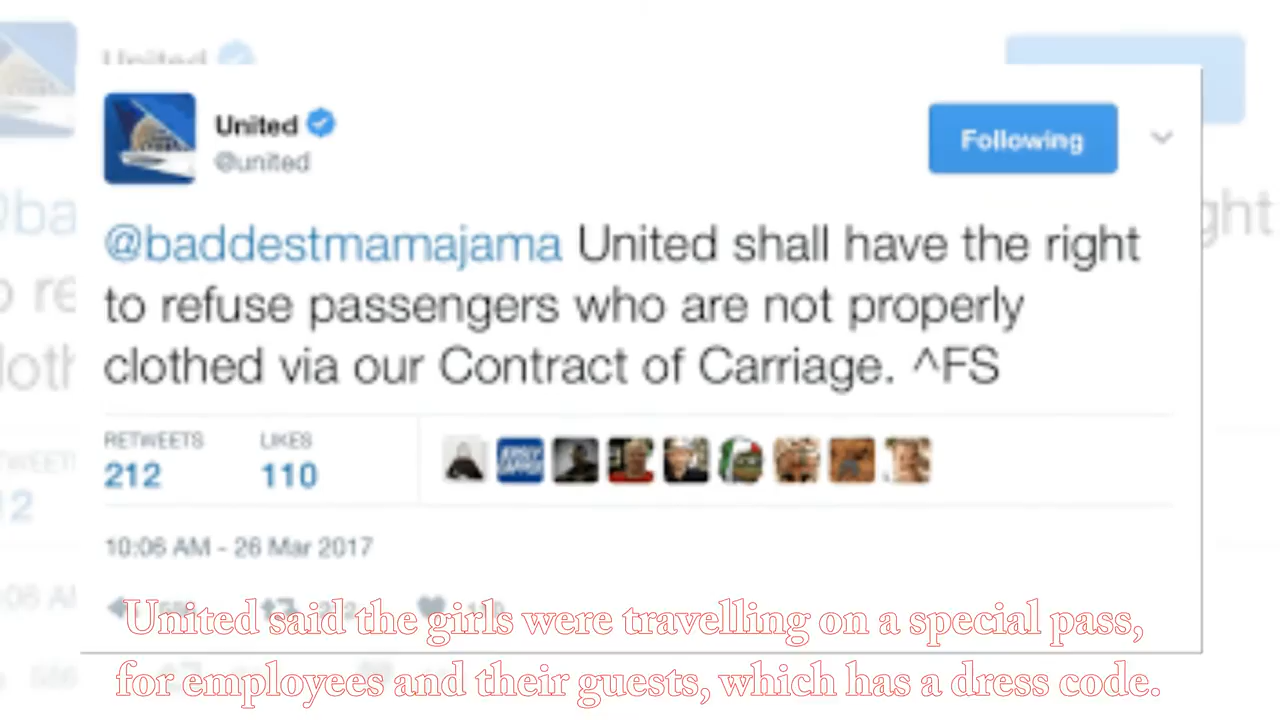 United
United
@united
Following
@baddestmamajama United shall have the right
to refuse passengers who are not properly
clothed via our Contract of Carriage. ^FS
RETWEETS
LIKES
212
110
10:06 AM - 26 Mar 2017
United said the girls were travelling on a special pass,
for employees and their guests, which has a dress code.